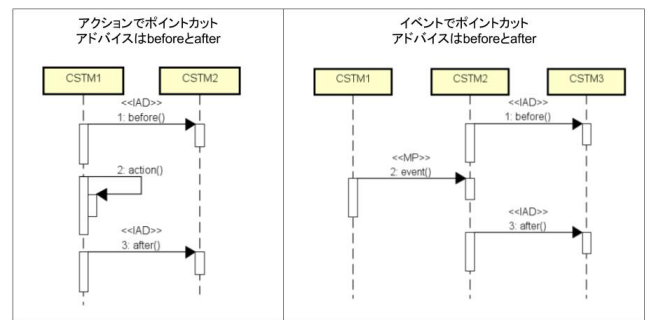 アクションでポイントカット
アドバイスはbeforeとafter
CSTM1
CSTM2
<<IAD>>
1: before()
2: action()
<<IAD>>
3: after()
イベントでポイントカット
アドバイスはbeforeとafter
CSTM1
CSTM2
CSTM3
<<IAD>>
1: before()
<<MP>>
2: event()
<<IAD>>
3: after()